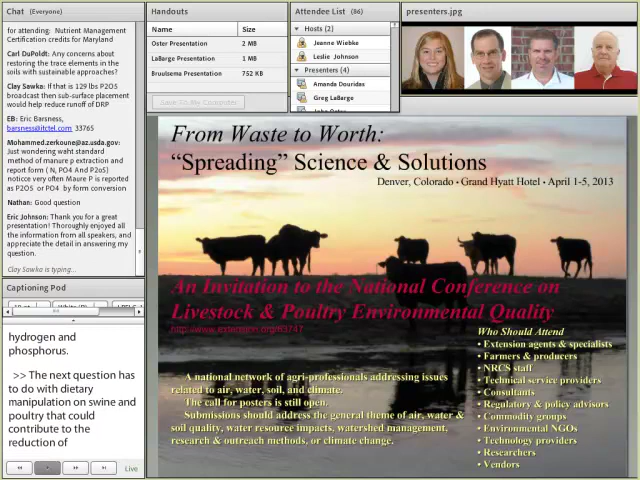 Chat (Everyone)
for attending: Nutrient Management
Certification credits for Maryland
Carl DuPoldt: Any concerns about
restoring the trace elements in the
soils with sustainable approaches?
Clay Sawka: If that is 129 lbs P2O5
broadcast then sub-surface placement
would help reduce runoff of DRP
EB: Eric Barsness,
barsness@itctel.com 33765
Mohammed.zerkoune@az.usda.gov:
Just wondering waht standard
method of manure p extraction and
report form ( N, PO4 And P2o5)
notice very often Maure P is reported
as P2O5 or PO4 by form conversion
Nathan: Good question
Eric Johnson: Thank you for a great
presentation! Thoroughly enjoyed all
the information from all speakers, and
appreciate the detail in answering my
question.
Clay Sawka is typing...
Captioning Pod
hydrogen and
phosphorus.
>> The next question has
to do with dietary
manipulation on swine and
poultry that could
contribute to the
reduction of
Live
Handouts
Name Size
Oster Presentation 2 MB
LaBarge Presentation 1 MB
Bruulsema Presentation 752 KB
Save To My Computer
Attendee List (86)
Hosts (2)
Jeanne Wiebke
Leslie Johnson
Presenters (4)
Amanda Douridas
Greg LaBarge
presenters.jpg
From Waste to Worth:
“Spreading” Science & Solutions
Denver, Colorado • Grand Hyatt Hotel • April 1-5, 2013
An Invitation to the National Conference on
Livestock & Poultry Environmental Quality
A national network of agri-professionals addressing issues
related to air, water, soil, and climate.
The call for posters is still open.
Submissions should address the general theme of air, water &
soil quality, water resource impacts, watershed management,
research & outreach methods, or climate change.
Who Should Attend
• Extension agents & specialists
• Farmers & producers
• NRCS staff
• Technical service providers
• Consultants
• Regulatory & policy advisors
• Commodity groups
• Environmental NGOs
• Technology providers
• Researchers
• Vendors